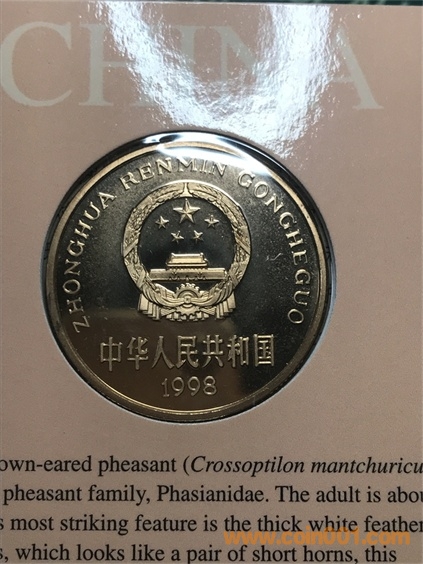 CHINA
ZHONGHUA RENMIN GONGHEGUO
中华人民共和国
1998
own-eared pheasant (Crossoptilon mantchuricu
pheasant family, Phasianidae. The adult is abou
s most striking feature is the thick white feather
s, which looks like a pair of short horns, this
www.coin001.com